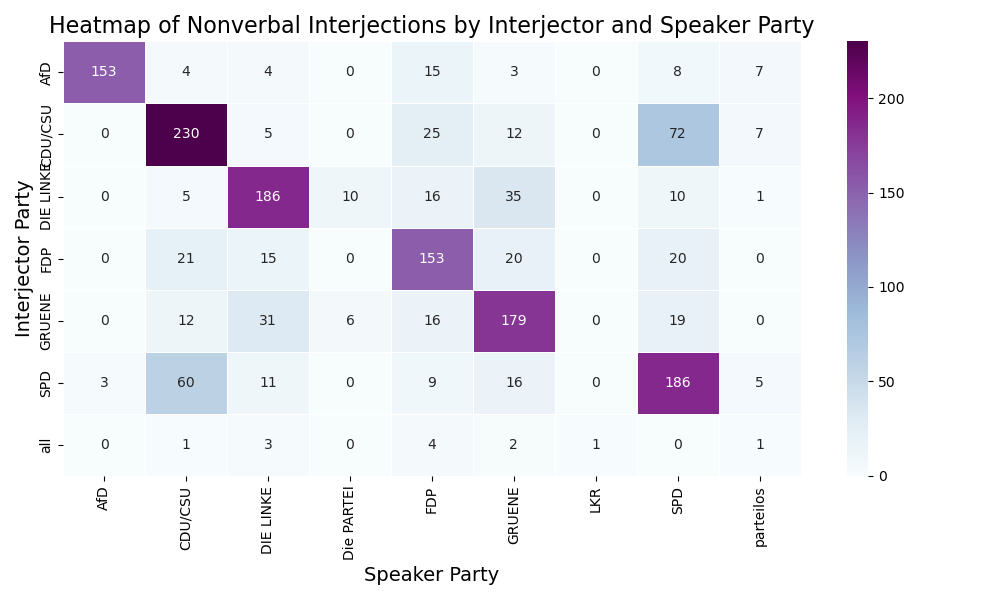 Heatmap of Nonverbal Interjections by Interjector and Speaker Party
Interjector Party
AfD 153 4 4 0 15 3 0 8 7
CDU/CSU 0 230 5 0 25 12 0 72 7
DIE LINKE 0 5 186 10 16 35 0 10 1
FDP 0 21 15 0 153 20 0 20 0
GRUENE 0 12 31 6 16 179 0 19 0
SPD 3 60 11 0 9 16 0 186 5
all 0 1 3 0 4 2 1 0 1
AfD CDU/CSU DIE LINKE Die PARTEI FDP GRUENE LKR SPD parteilos
Speaker Party
200
150
100
50
0